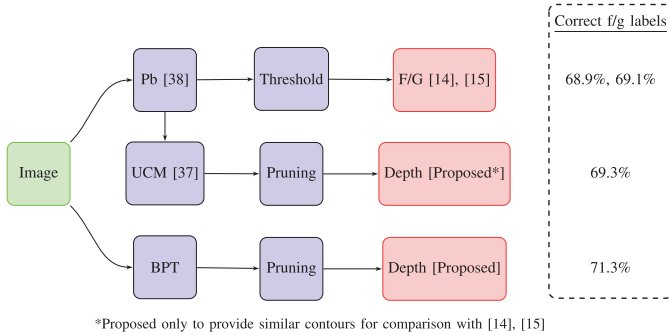 Correct f/g labels
Pb [38] Threshold F/G [14], [15] 68.9%, 69.1%
Image UCM [37] Pruning Depth [Proposed*] 69.3%
BPT Pruning Depth [Proposed] 71.3%
*Proposed only to provide similar contours for comparison with [14], [15]